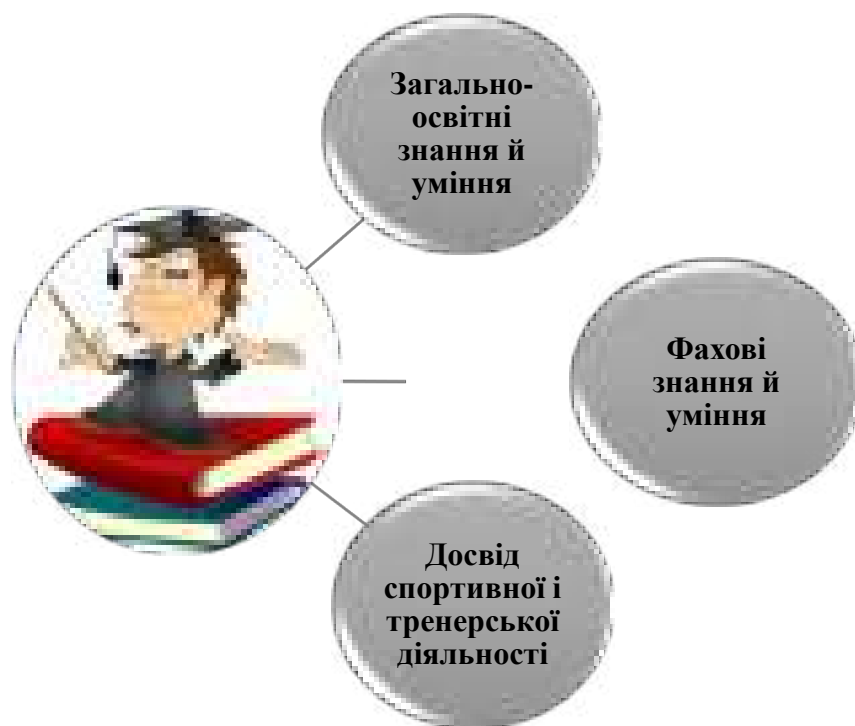 Загально-
освітні
знання й
уміння
Фахові
знання й
уміння
Досвід
спортивної і
тренерської
діяльності